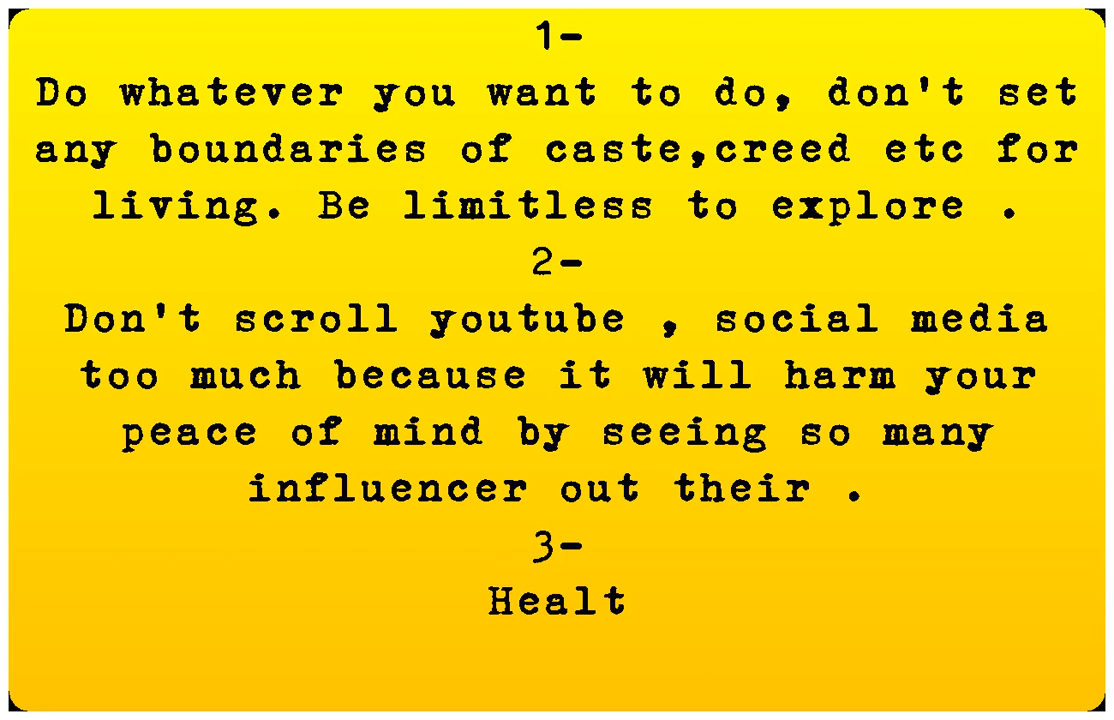 1-
Do whatever you want to do, don't set
any boundaries of caste,creed etc for
living. Be limitless to explore .
2-
Don't scroll youtube , social media
too much because it will harm your
peace of mind by seeing so many
influencer out their .
3-
Healt